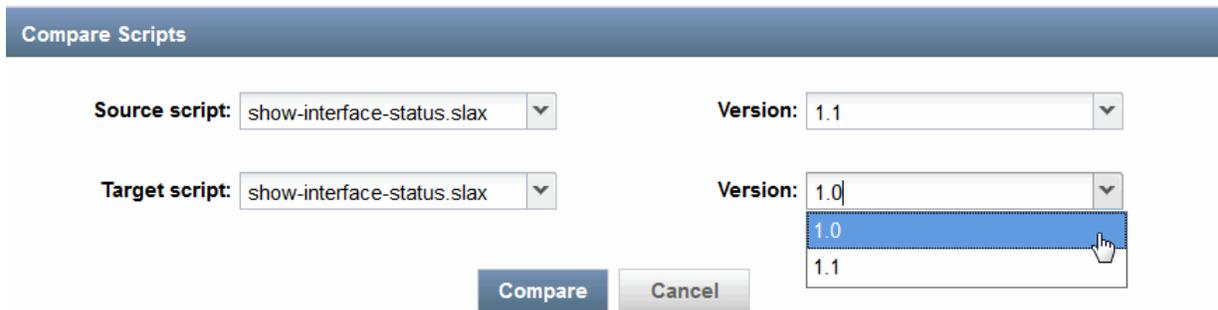 Compare Scripts
Source script: show-interface-status.slax Version: 1.1
Target script: show-interface-status.slax Version: 1.0
1.0
1.1
Compare Cancel